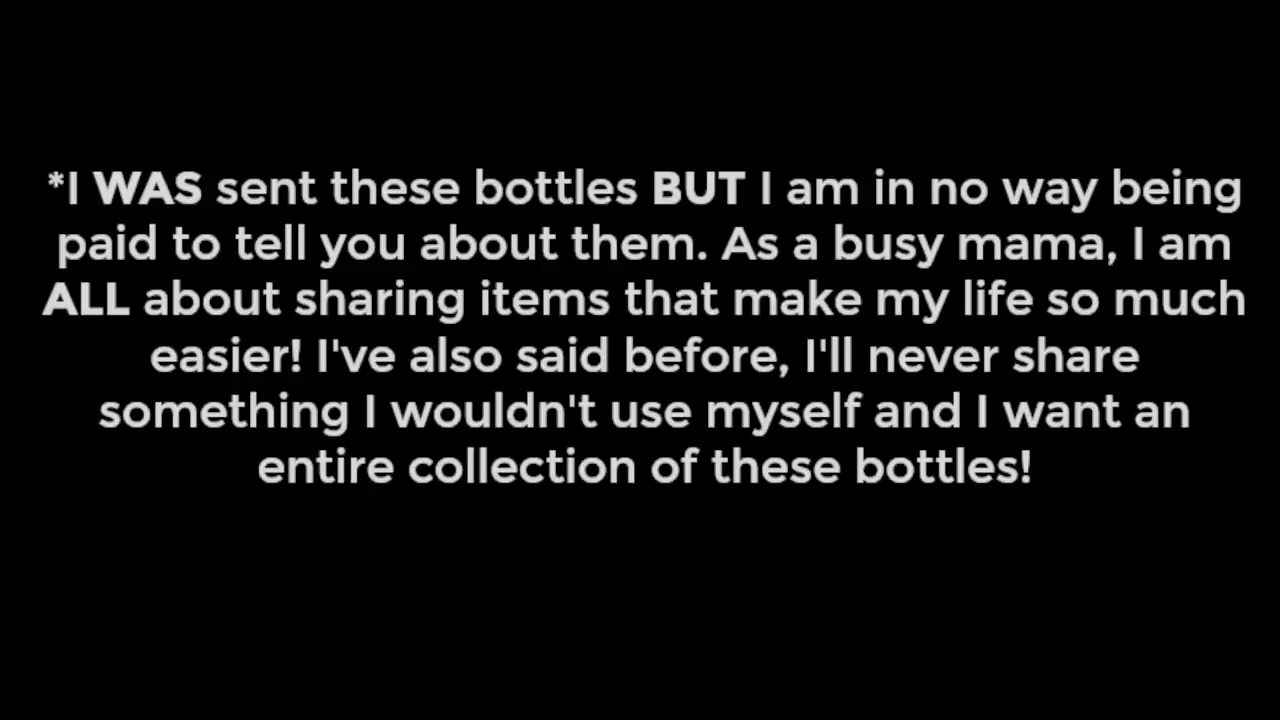 *I WAS sent these bottles BUT I am in no way being
paid to tell you about them. As a busy mama, I am
ALL about sharing items that make my life so much
easier! I've also said before, I'll never share
something I wouldn't use myself and I want an
entire collection of these bottles!